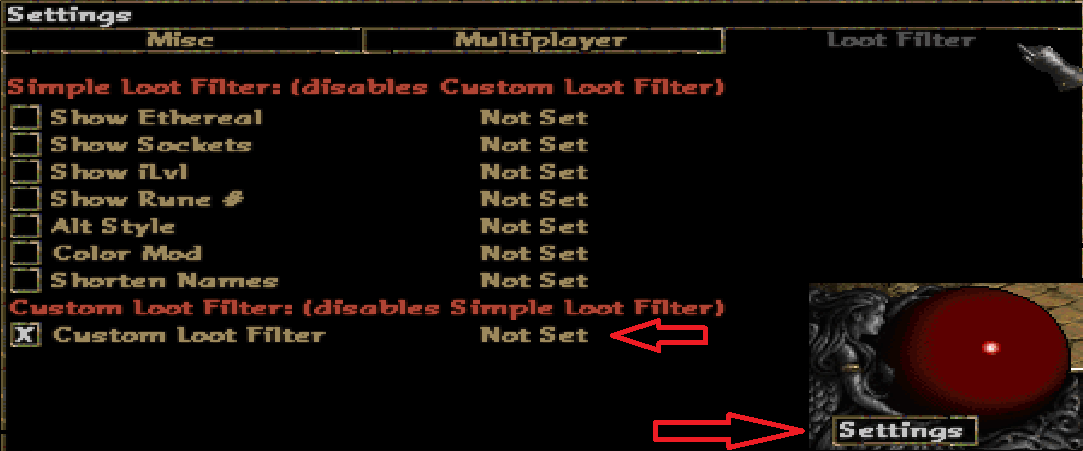 Settings
Misc Multiplayer Loot Filter
Simple Loot Filter: (disables Custom Loot Filter)
Show Ethereal Not Set
Show Sockets Not Set
Show iLvl Not Set
Show Rune # Not Set
Alt Style Not Set
Color Mod Not Set
Shorten Names Not Set
Custom Loot Filter: (disables Simple Loot Filter)
X Custom Loot Filter Not Set
Settings